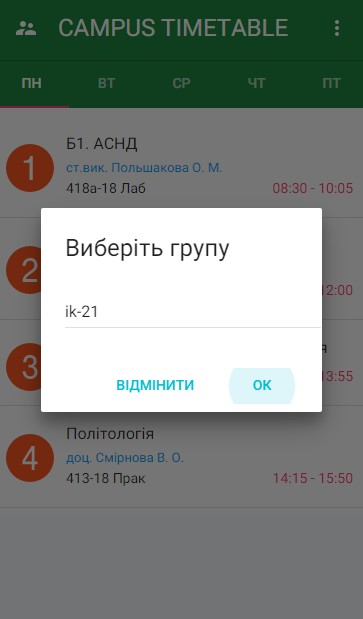 CAMPUS TIMETABLE
ПН ВТ СР ЧТ ПТ
1
Б1. АСНД
ст.вик. Польшакова О. М.
418а-18 Лаб 08:30 - 10:05
Виберіть групу
2
12:00
ik-21
я
3
13:55
ВІДМІНИТИ ОК
4
Політологія
доц. Смірнова В. О.
413-18 Прак 14:15 - 15:50